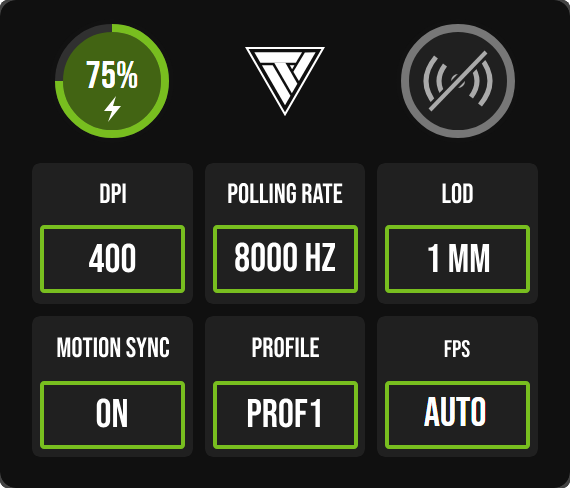 75%
DPI
400
POLLING RATE
8000 HZ
LOD
1 MM
MOTION SYNC
ON
PROFILE
PROF1
FPS
AUTO